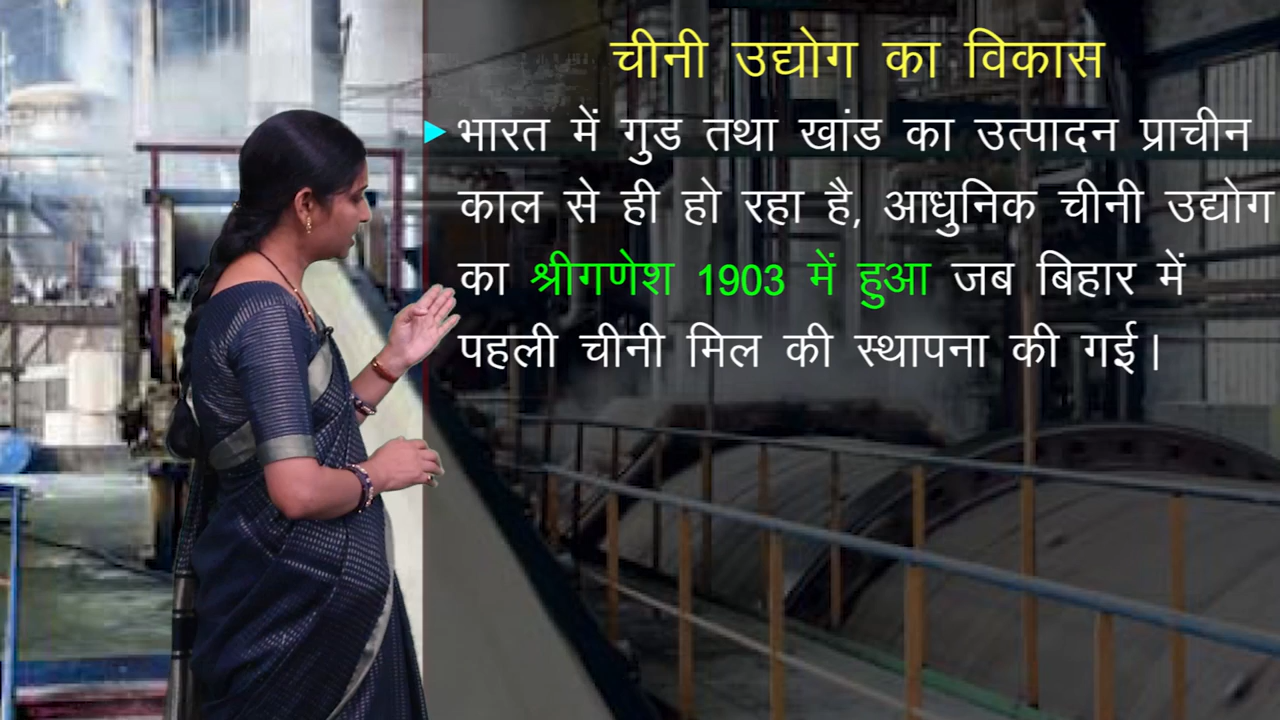 चीनी उद्योग का विकास
भारत में गुड तथा खांड का उत्पादन प्राचीन
काल से ही हो रहा है, आधुनिक चीनी उद्योग
का श्रीगणेश 1903 में हुआ जब बिहार में
पहली चीनी मिल की स्थापना की गई।